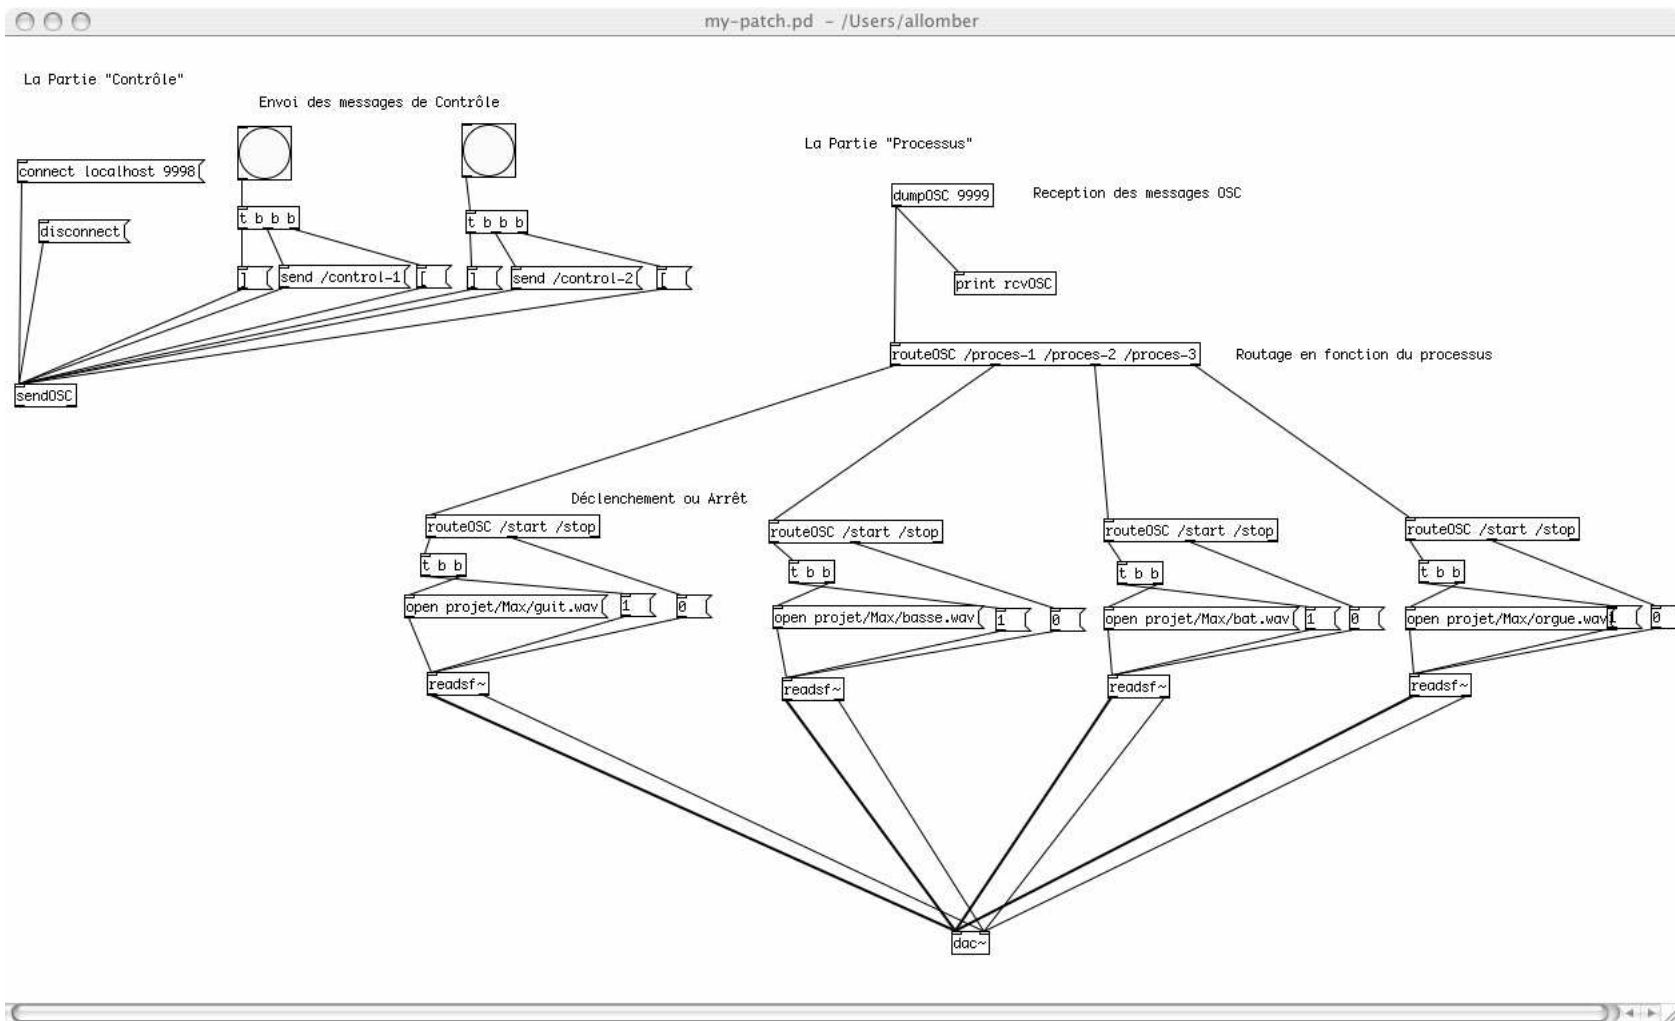 my-patch.pd - /Users/allomber
La Partie "Contrôle"
Envoi des messages de Contrôle
connect localhost 9998
disconnect
t b b b
t b b b
]
send /control-1
[
]
send /control-2
[
sendOSC
La Partie "Processus"
dumpOSC 9999
Reception des messages OSC
print rcvOSC
routeOSC /proces-1 /proces-2 /proces-3
Routage en fonction du processus
Déclenchement ou Arrêt
routeOSC /start /stop
routeOSC /start /stop
routeOSC /start /stop
routeOSC /start /stop
t b b
t b b
t b b
t b b
open projet/Max/guit.wav
1
0
open projet/Max/basse.wav
1
0
open projet/Max/bat.wav
1
0
open projet/Max/orgue.wav
1
0
readsf~
readsf~
readsf~
readsf~
dac~